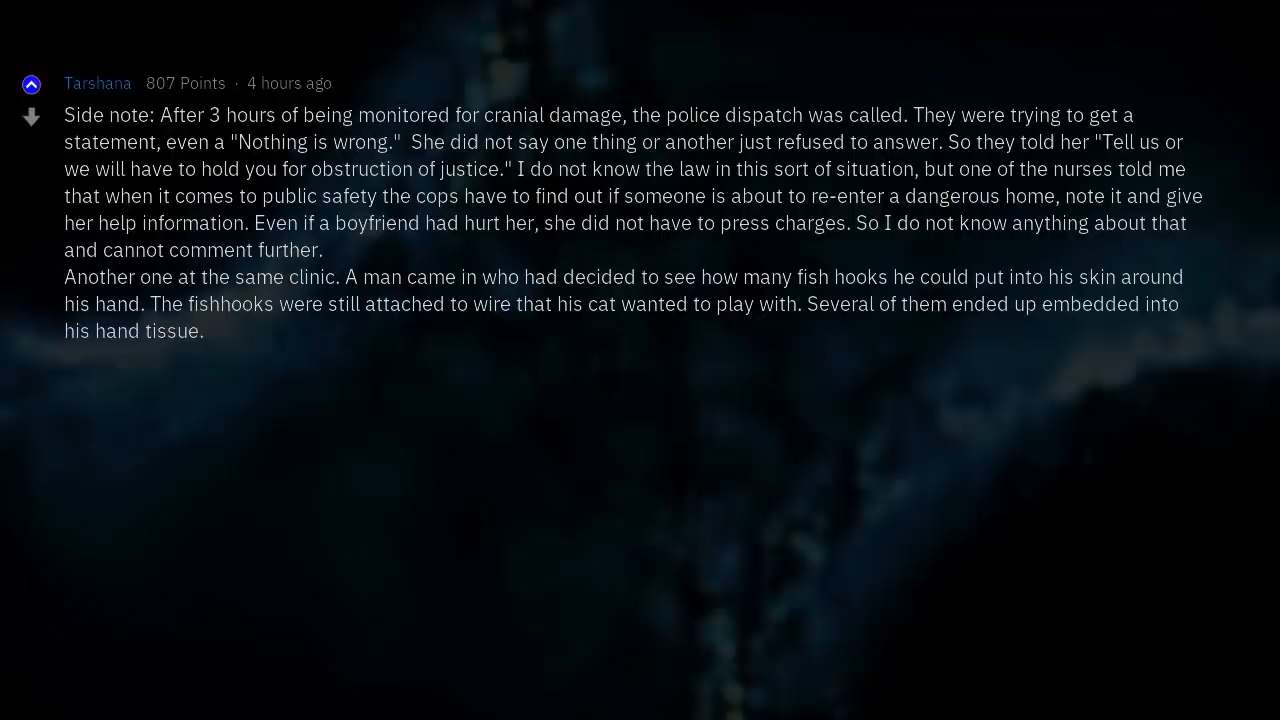 Tarshana 807 Points · 4 hours ago
Side note: After 3 hours of being monitored for cranial damage, the police dispatch was called. They were trying to get a
statement, even a "Nothing is wrong."  She did not say one thing or another just refused to answer. So they told her "Tell us or
we will have to hold you for obstruction of justice." I do not know the law in this sort of situation, but one of the nurses told me
that when it comes to public safety the cops have to find out if someone is about to re-enter a dangerous home, note it and give
her help information. Even if a boyfriend had hurt her, she did not have to press charges. So I do not know anything about that
and cannot comment further.
Another one at the same clinic. A man came in who had decided to see how many fish hooks he could put into his skin around
his hand. The fishhooks were still attached to wire that his cat wanted to play with. Several of them ended up embedded into
his hand tissue.